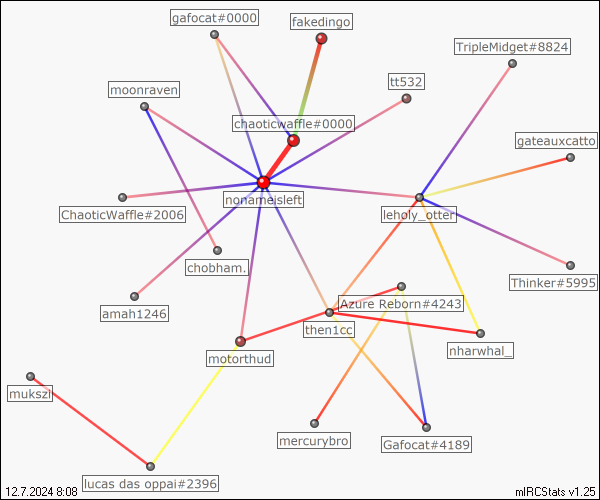 gafocat#0000
fakedingo
TripleMidget#8824
tt532
moonraven
chaoticwaffle#0000
gateauxcatto
nonameisleft
ChaoticWaffle#2006
leholy_otter
chobham.
Thinker#5995
Azure Reborn#4243
amah1246
then1cc
nharwhal_
motorthud
mukszi
mercurybro
Gafocat#4189
lucas das oppai#2396
12.7.2024 8:08
mIRCStats v1.25